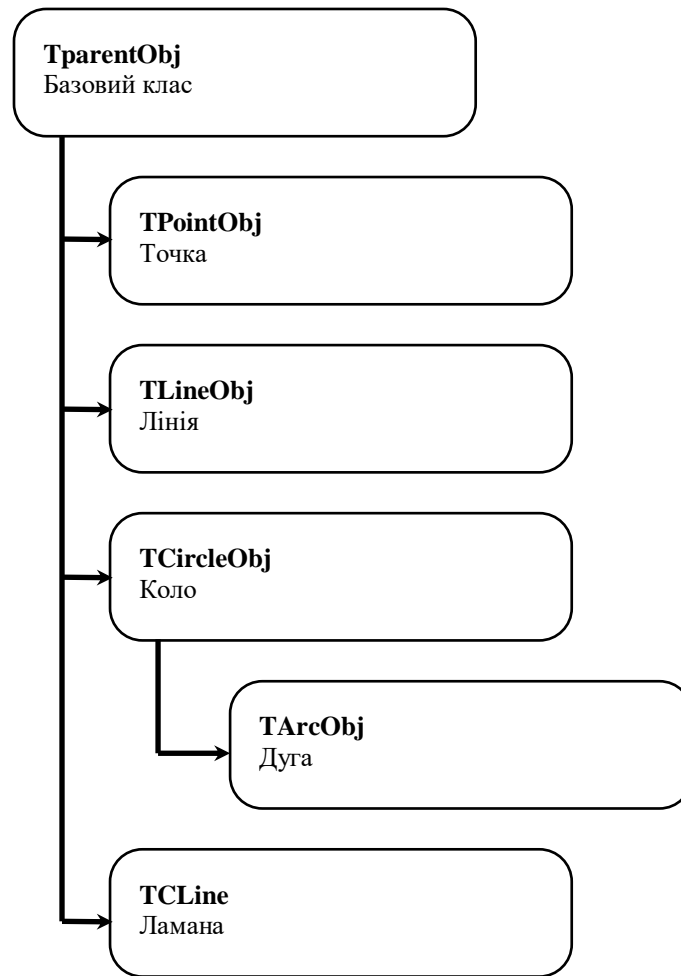 TparentObj
Базовий клас
TPointObj
Точка
TLineObj
Лінія
TCircleObj
Коло
TArcObj
Дуга
TCLine
Ламана